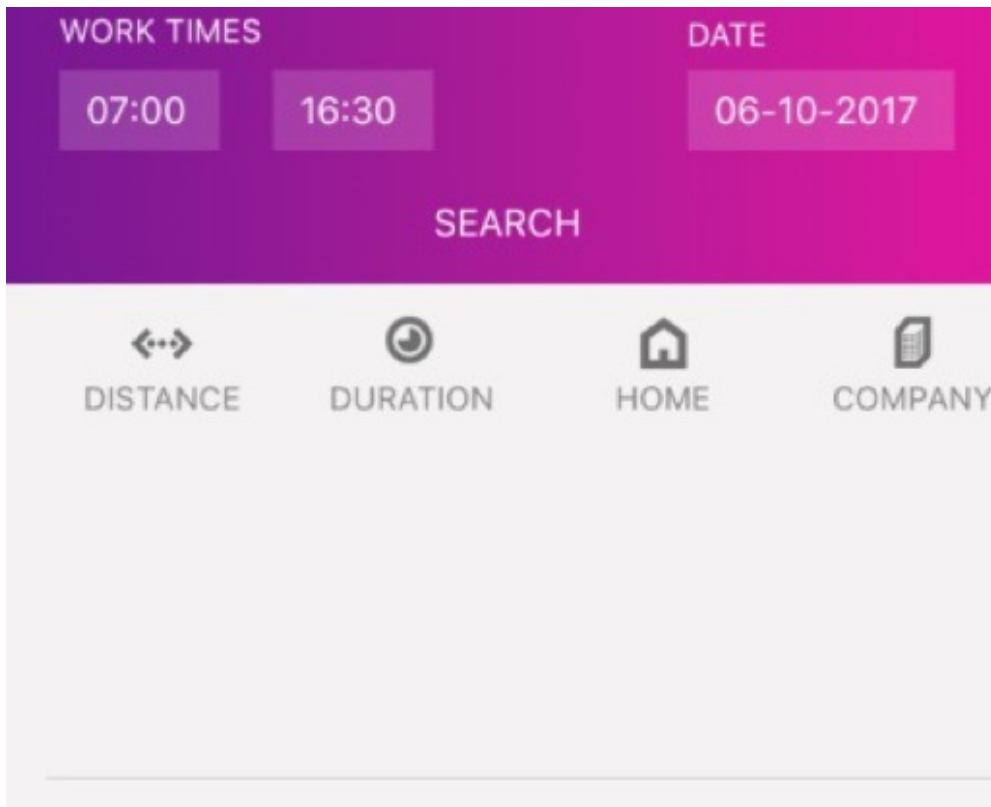 WORK TIMES DATE
07:00 16:30 06-10-2017
SEARCH
DISTANCE DURATION HOME COMPANY